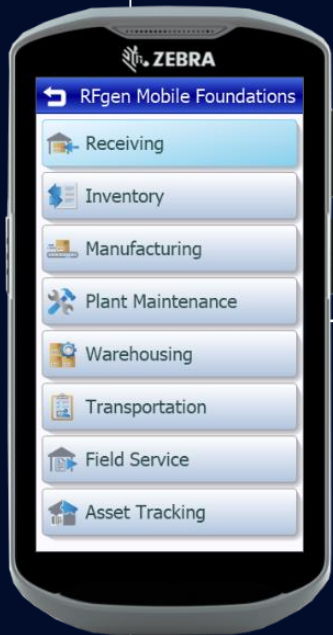 ZEBRA
RFgen Mobile Foundations
Receiving
Inventory
Manufacturing
Plant Maintenance
Warehousing
Transportation
Field Service
Asset Tracking